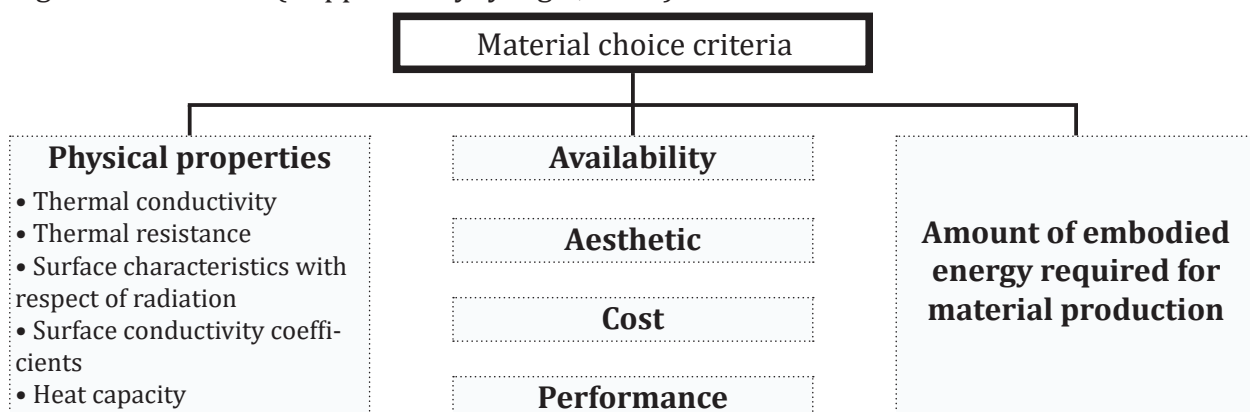 Material choice criteria
Physical properties
• Thermal conductivity
• Thermal resistance
• Surface characteristics with
respect of radiation
• Surface conductivity coeffi-
cients
• Heat capacity
Availability
Aesthetic
Cost
Performance
Amount of embodied
energy required for
material production